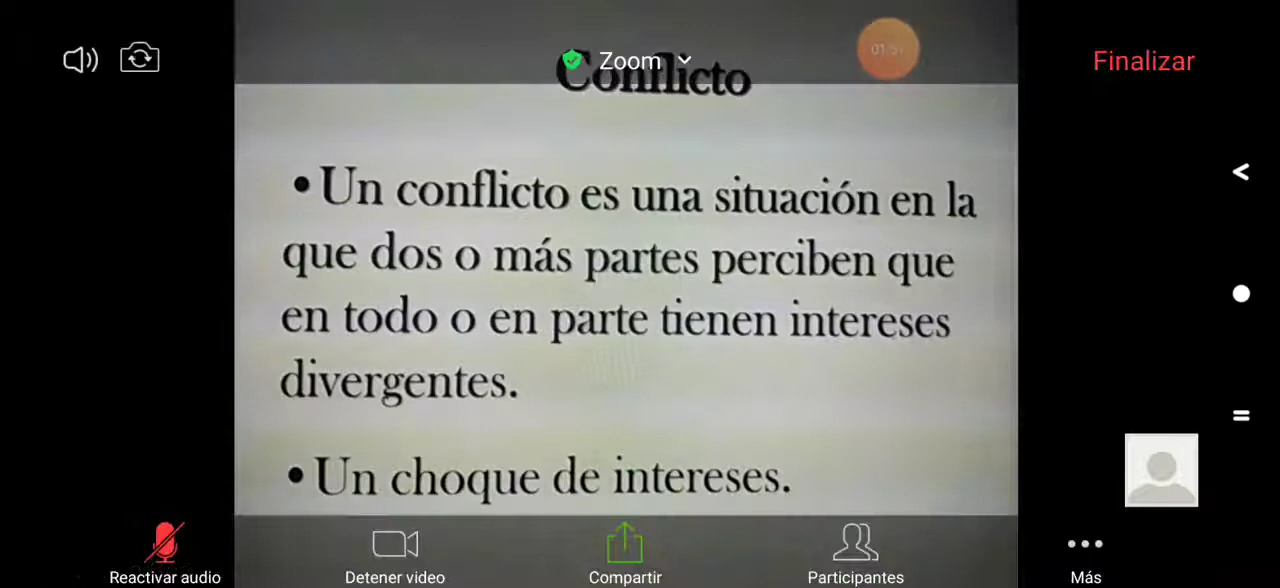 Zoom
Finalizar
Conflicto
• Un conflicto es una situación en la
que dos o más partes perciben que
en todo o en parte tienen intereses
divergentes.
• Un choque de intereses.
Reactivar audio
Detener video
Compartir
Participantes
Más